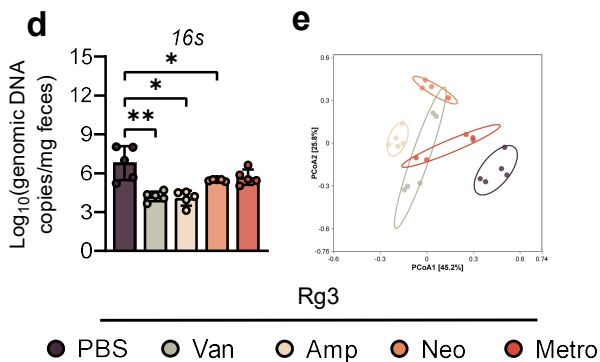 d
16s
Log10(genomic DNA
copies/mg feces)
15
12
9
6
3
0
*
*
**
e
PCoA2 [25.8%]
0.6
0.3
0.0
-0.3
-0.6
-0.76
-0.6
-0.3
0.0
0.3
0.6
0.74
PCoA1 [45.2%]
Rg3
PBS Van Amp Neo Metro